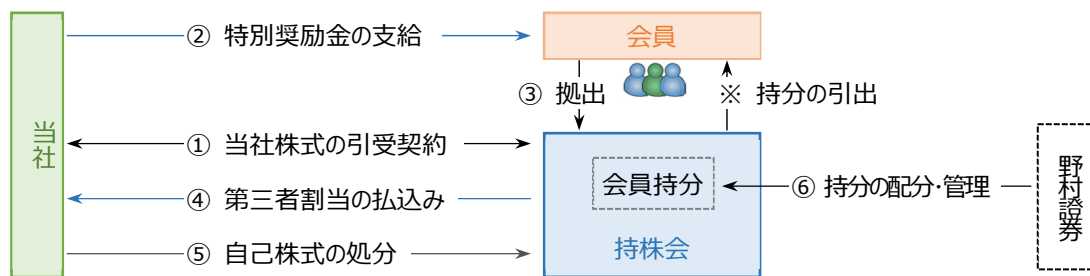 ② 特別奨励金の支給
会員
③ 拠出
※ 持分の引出
当社
① 当社株式の引受契約
会員持分
⑥ 持分の配分・管理
野村證券
④ 第三者割当の払込み
⑤ 自己株式の処分
持株会